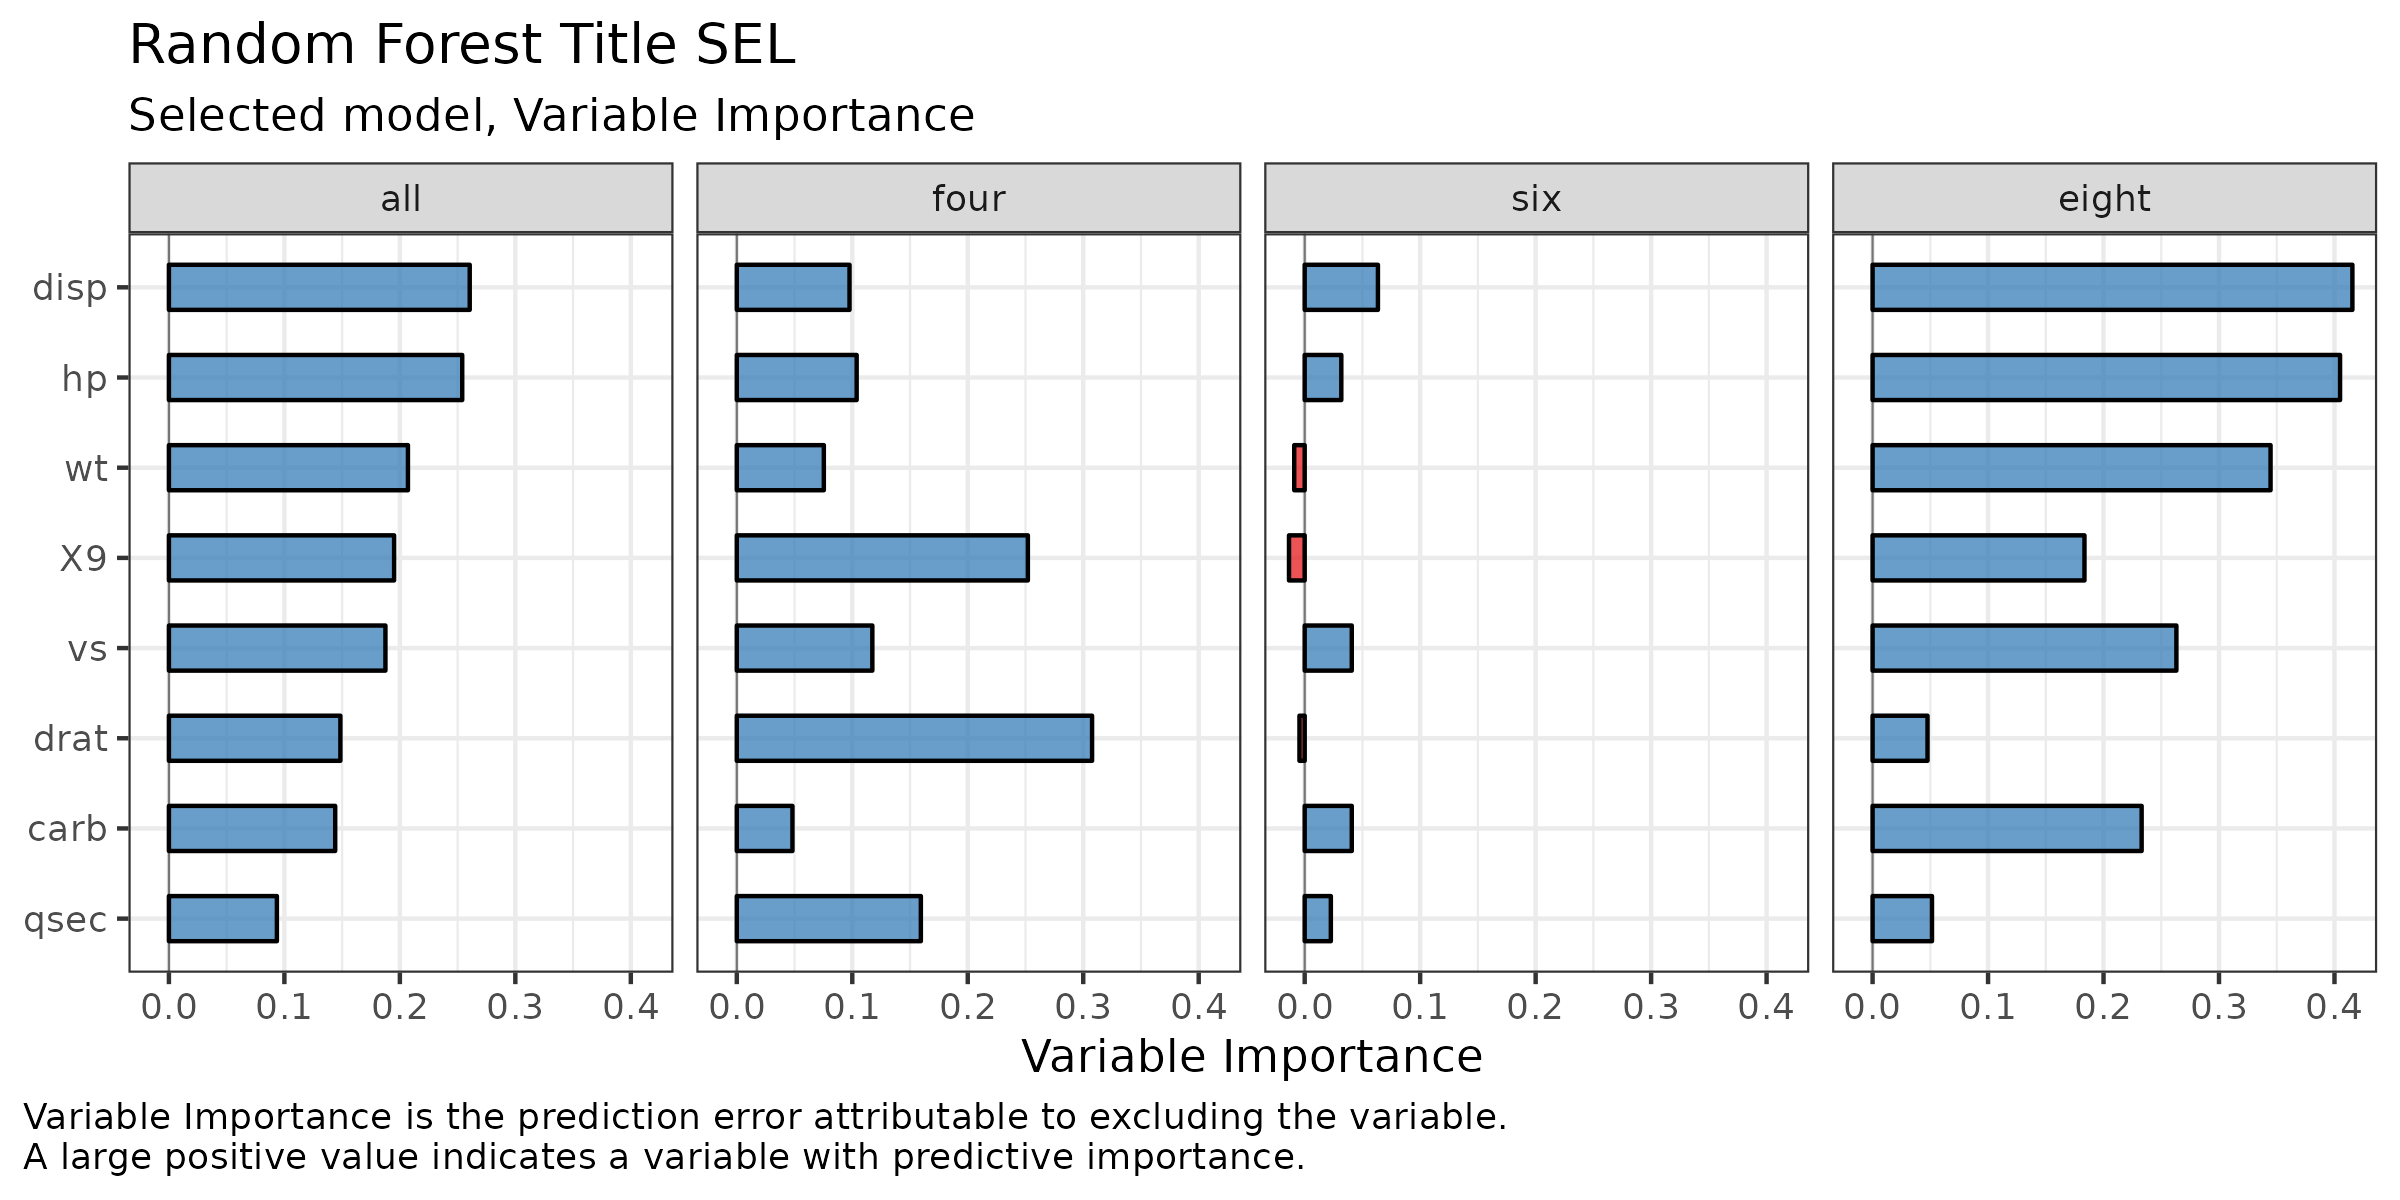 Random Forest Title SEL
Selected model, Variable Importance
all four six eight
disp
hp
wt
X9
vs
drat
carb
qsec
0.0 0.1 0.2 0.3 0.4 0.0 0.1 0.2 0.3 0.4 0.0 0.1 0.2 0.3 0.4 0.0 0.1 0.2 0.3 0.4
Variable Importance
Variable Importance is the prediction error attributable to excluding the variable.
A large positive value indicates a variable with predictive importance.